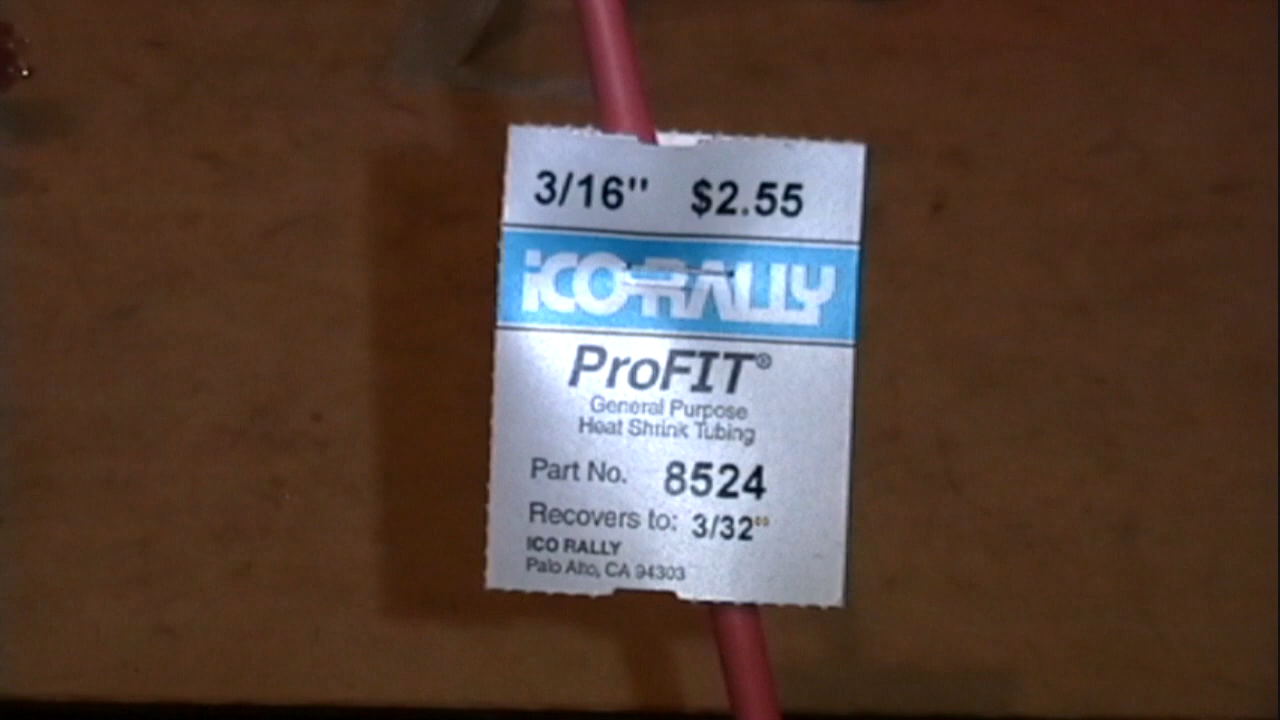 3/16" $2.55
iCO-RALLY
ProFIT®
General Purpose
Heat Shrink Tubing
Part No. 8524
Recovers to: 3/32"
ICO RALLY
Palo Alto, CA 94303